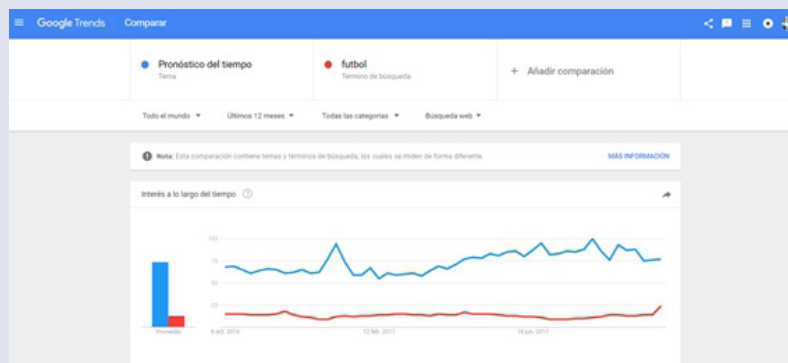 Google Trends Comparar
Pronóstico del tiempo
Tema
futbol
Término de búsqueda
+ Añadir comparación
Todo el mundo Últimos 12 meses Todas las categorías Búsqueda web
Nota: Esta comparación contiene temas y términos de búsqueda, los cuales se miden de forma diferente. MÁS INFORMACIÓN
Interés a lo largo del tiempo
100
75
50
25
Promedio
9 oct. 2016 12 feb. 2017 18 jun. 2017